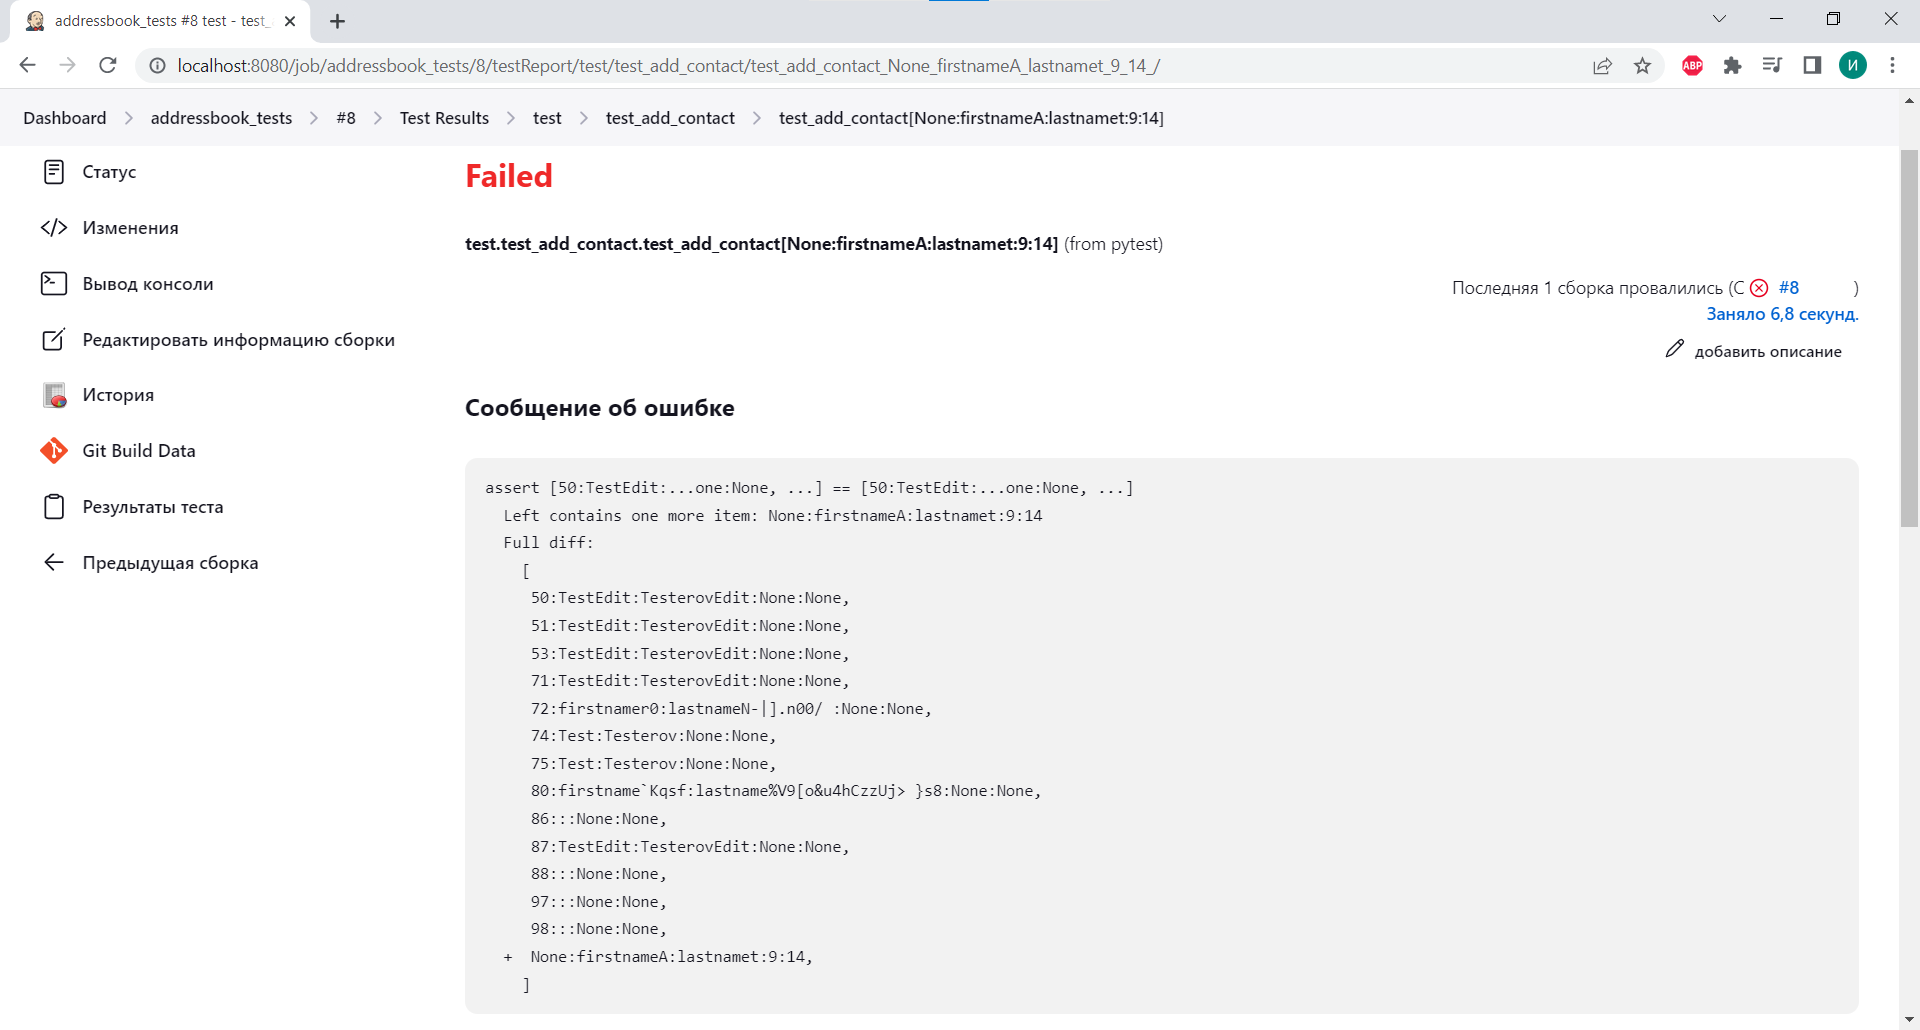 addressbook_tests #8 test - test_
localhost:8080/job/addressbook_tests/8/testReport/test/test_add_contact/test_add_contact_None_firstnameA_lastnamet_9_14_/
ABP
И
Dashboard addressbook_tests #8 Test Results test test_add_contact test_add_contact[None:firstnameA:lastnamet:9:14]
Статус
Изменения
Вывод консоли
Редактировать информацию сборки
История
Git Build Data
Результаты теста
Предыдущая сборка
Failed
test.test_add_contact.test_add_contact[None:firstnameA:lastnamet:9:14] (from pytest)
Последняя 1 сборка провалились (С #8 )
Заняло 6,8 секунд.
добавить описание
Сообщение об ошибке
assert [50:TestEdit:...one:None, ...] == [50:TestEdit:...one:None, ...]
Left contains one more item: None:firstnameA:lastnamet:9:14
Full diff:
[
50:TestEdit:TesterovEdit:None:None,
51:TestEdit:TesterovEdit:None:None,
53:TestEdit:TesterovEdit:None:None,
71:TestEdit:TesterovEdit:None:None,
72:firstnamer0:lastnameN-|].n00/ :None:None,
74:Test:Testerov:None:None,
75:Test:Testerov:None:None,
80:firstname`Kqsf:lastname%V9[o&u4hCzzUj> }s8:None:None,
86:::None:None,
87:TestEdit:TesterovEdit:None:None,
88:::None:None,
97:::None:None,
98:::None:None,
+ None:firstnameA:lastnamet:9:14,
]